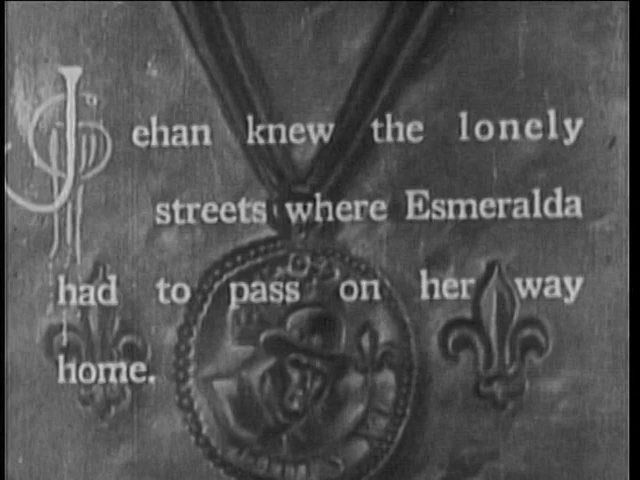 Jehan knew the lonely
streets where Esmeralda
had to pass on her way
home.